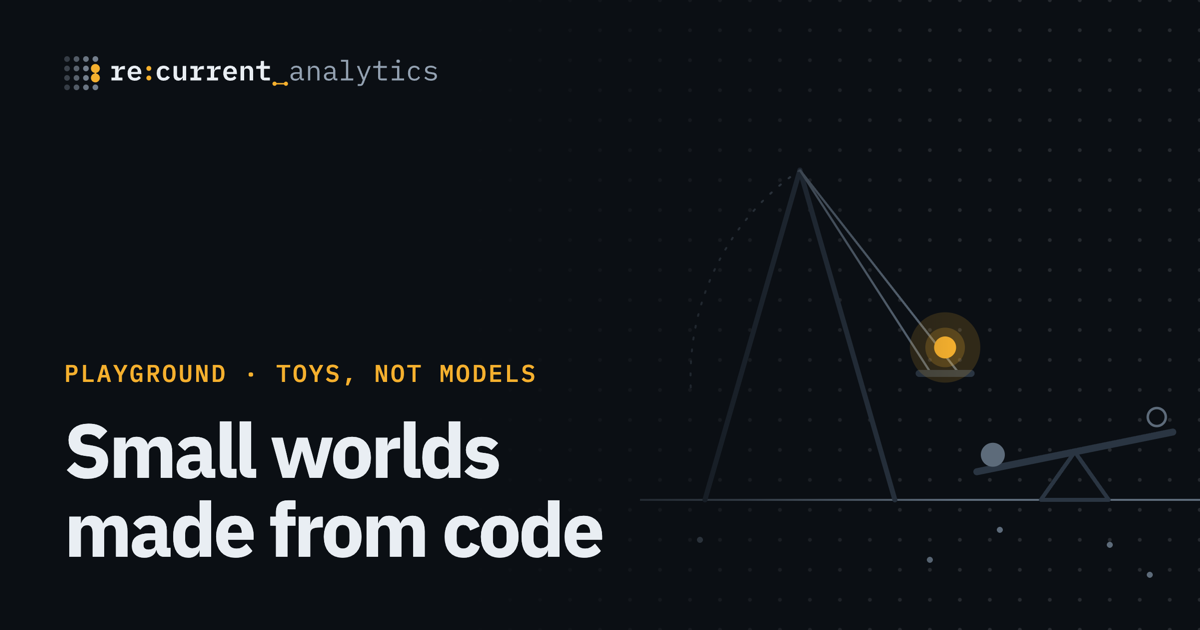 re:current_analytics
PLAYGROUND · TOYS, NOT MODELS
Small worlds
made from code